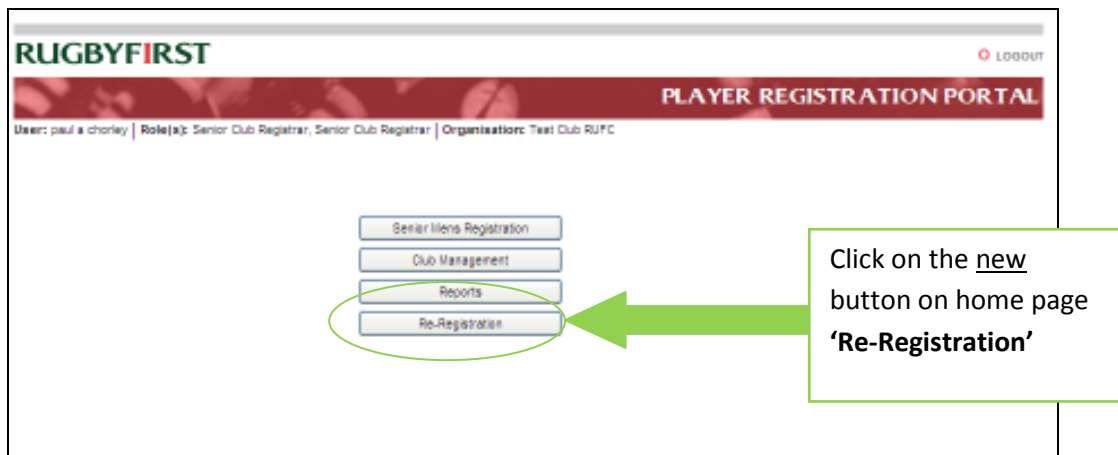 RUGBYFIRST
LOGOUT
PLAYER REGISTRATION PORTAL
User: paul a chorley | Role(s): Senior Club Registrar, Senior Club Registrar | Organisation: Test Club RUFC
Senior Mens Registration
Club Management
Reports
Re-Registration
Click on the new
button on home page
‘Re-Registration’